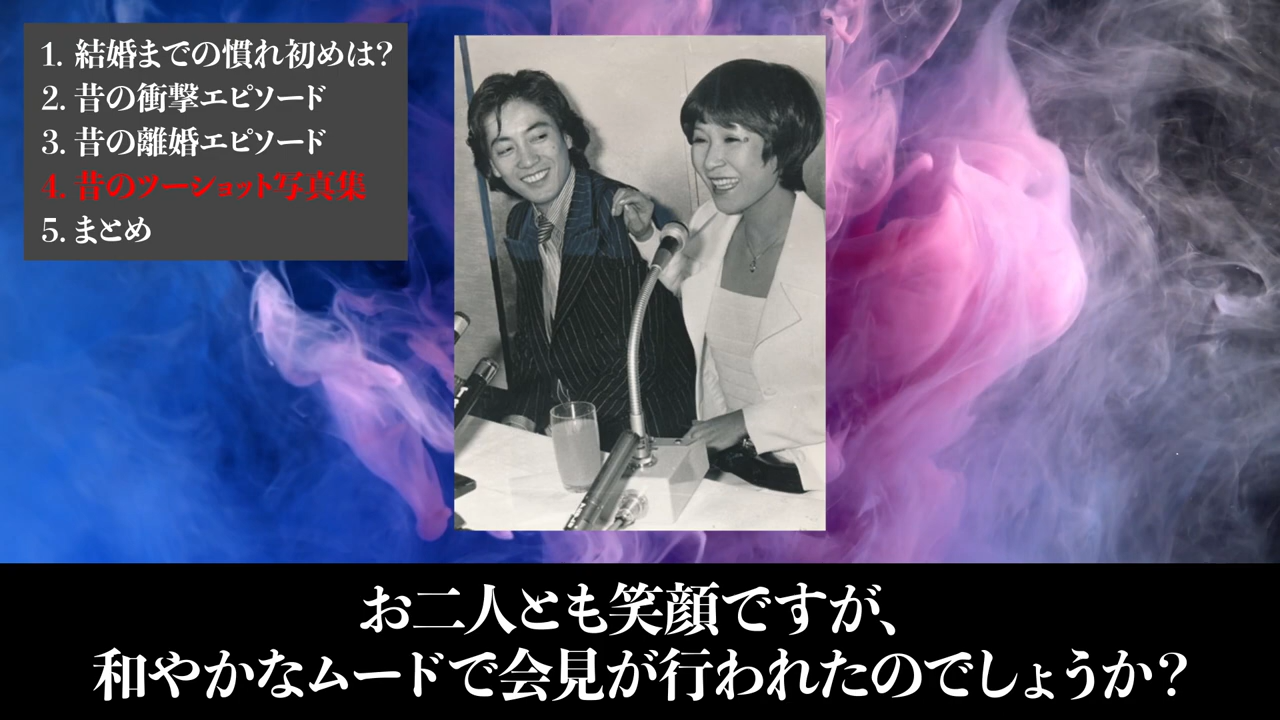 1. 結婚までの慣れ初めは?
2. 昔の衝撃エピソード
3. 昔の離婚エピソード
4. 昔のツーショット写真集
5. まとめ
お二人とも笑顔ですが、
和やかなムードで会見が行われたのでしょうか?